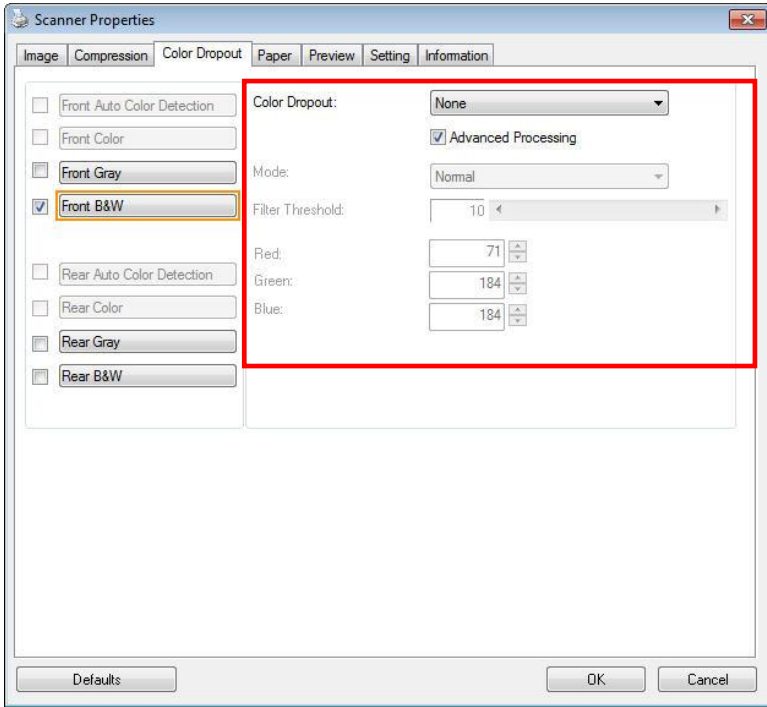 Scanner Properties
Image Compression Color Dropout Paper Preview Setting Information
Front Auto Color Detection
Front Color
Front Gray
Front B&W
Rear Auto Color Detection
Rear Color
Rear Gray
Rear B&W
Color Dropout: None
Advanced Processing
Mode: Normal
Filter Threshold: 10
Red: 71
Green: 184
Blue: 184
Defaults OK Cancel